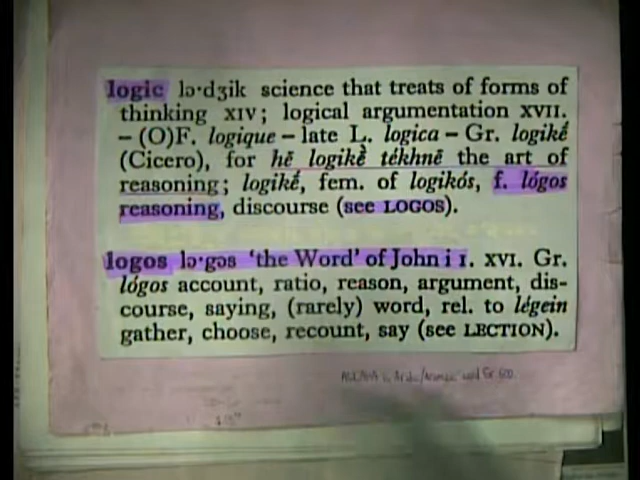 logic lɔ·dʒik science that treats of forms of
thinking XIV; logical argumentation XVII.
– (O)F. logique – late L. logica – Gr. logikḗ
(Cicero), for hē logikḕ tékhnē the art of
reasoning; logikḗ, fem. of logikós, f. lógos
reasoning, discourse (see LOGOS).
logos lɔ·gɔs ‘the Word’ of John i 1. XVI. Gr.
lógos account, ratio, reason, argument, dis-
course, saying, (rarely) word, rel. to légein
gather, choose, recount, say (see LECTION).